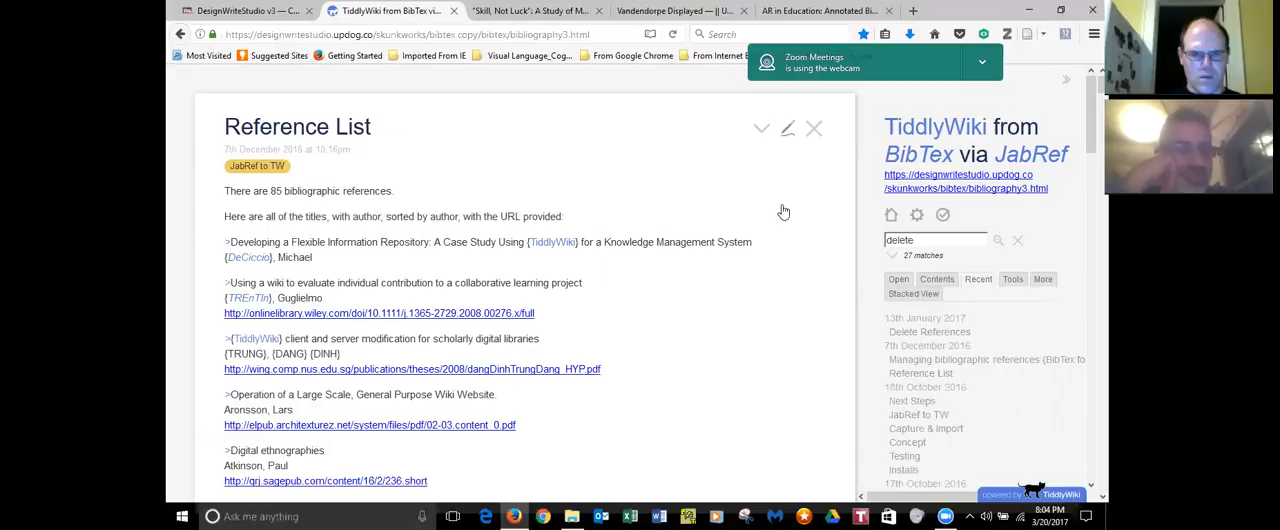 DesignWriteStudio v3 — C...
TiddlyWiki from BibTex vi...
"Skill, Not Luck": A Study of M...
Vandendorpe Displayed — || U...
AR in Education: Annotated Bi...
https://designwritestudio.updog.co/skunkworks/bibtex copy/bibtex/bibliography3.html
Search
Most Visited
Suggested Sites
Getting Started
Imported From IE
Visual Language_Cog...
From Google Chrome
From Internet E
Zoom Meetings
is using the webcam
Reference List
7th December 2016 at 10:16pm
JabRef to TW
There are 85 bibliographic references.
Here are all of the titles, with author, sorted by author, with the URL provided:
>Developing a Flexible Information Repository: A Case Study Using {TiddlyWiki} for a Knowledge Management System
{DeCiccio}, Michael
>Using a wiki to evaluate individual contribution to a collaborative learning project
{TREnTIn}, Guglielmo
http://onlinelibrary.wiley.com/doi/10.1111/j.1365-2729.2008.00276.x/full
>{TiddlyWiki} client and server modification for scholarly digital libraries
{TRUNG}, {DANG} {DINH}
http://wing.comp.nus.edu.sg/publications/theses/2008/dangDinhTrungDang_HYP.pdf
>Operation of a Large Scale, General Purpose Wiki Website.
Aronsson, Lars
http://elpub.architexturez.net/system/files/pdf/02-03.content_0.pdf
>Digital ethnographies
Atkinson, Paul
http://qrj.sagepub.com/content/16/2/236.short
TiddlyWiki from
BibTex via JabRef
https://designwritestudio.updog.co
/skunkworks/bibtex/bibliography3.html
delete
27 matches
Open
Contents
Recent
Tools
More
Stacked View
13th January 2017
Delete References
7th December 2016
Managing bibliographic references (BibTex fo
Reference List
18th October 2016
Next Steps
JabRef to TW
Capture & Import
Concept
Testing
Installs
17th October 2016
powered by TiddlyWiki
Ask me anything
8:04 PM
3/20/2017